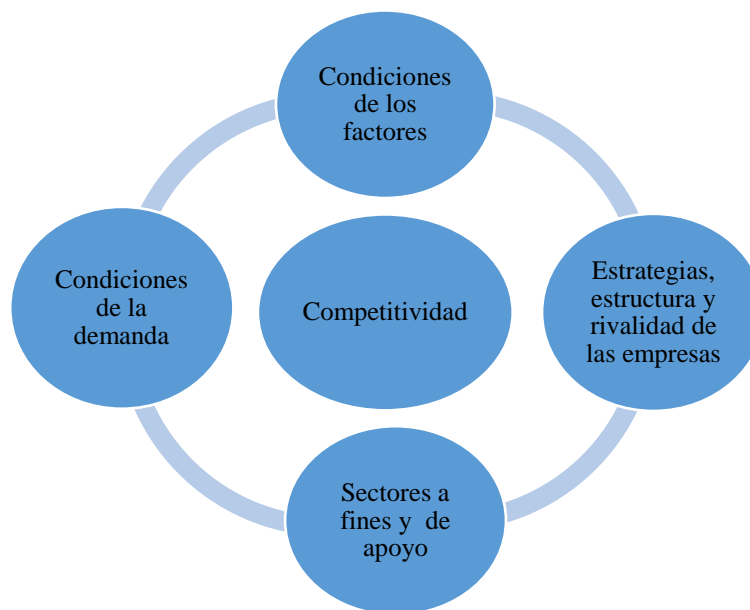 Condiciones
de los
factores
Condiciones
de la
demanda
Competitividad
Estrategias,
estructura y
rivalidad de
las empresas
Sectores a
fines y de
apoyo